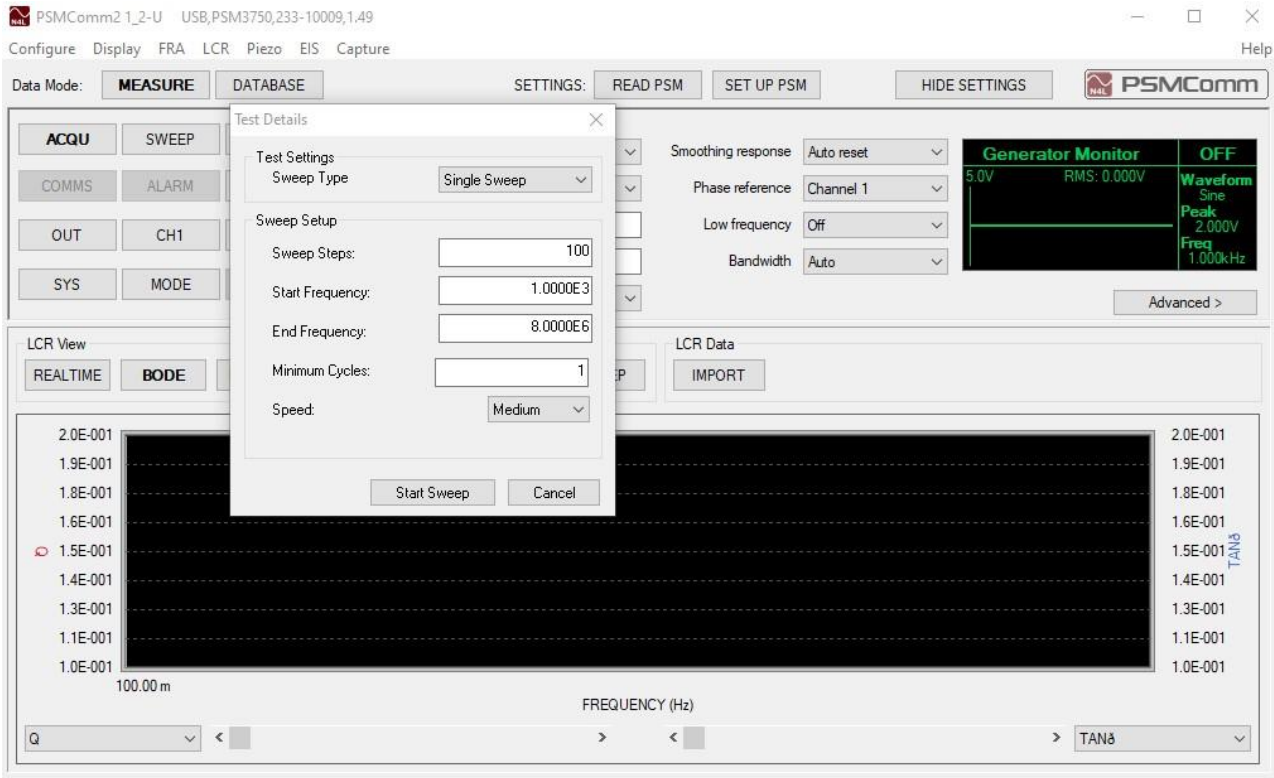 PSMComm2 1_2-U USB,PSM3750,233-10009,1.49
Configure Display FRA LCR Piezo EIS Capture Help
Data Mode: MEASURE DATABASE SETTINGS: READ PSM SET UP PSM HIDE SETTINGS N4L PSMComm
Test Details
ACQU SWEEP
COMMS ALARM
OUT CH1
SYS MODE
Test Settings
Sweep Type Single Sweep
Sweep Setup
Sweep Steps: 100
Start Frequency: 1.0000E3
End Frequency: 8.0000E6
Minimum Cycles: 1
Speed: Medium
Start Sweep Cancel
Smoothing response Auto reset
Phase reference Channel 1
Low frequency Off
Bandwidth Auto
Generator Monitor OFF
5.0V RMS: 0.000V
Waveform
Sine
Peak
2.000V
Freq
1.000kHz
Advanced >
LCR View
REALTIME BODE
LCR Data
IMPORT
2.0E-001 2.0E-001
1.9E-001 1.9E-001
1.8E-001 1.8E-001
1.6E-001 1.6E-001
Q 1.5E-001 1.5E-001 TANδ
1.4E-001 1.4E-001
1.3E-001 1.3E-001
1.1E-001 1.1E-001
1.0E-001 1.0E-001
100.00 m
FREQUENCY (Hz)
Q < > < > TANδ